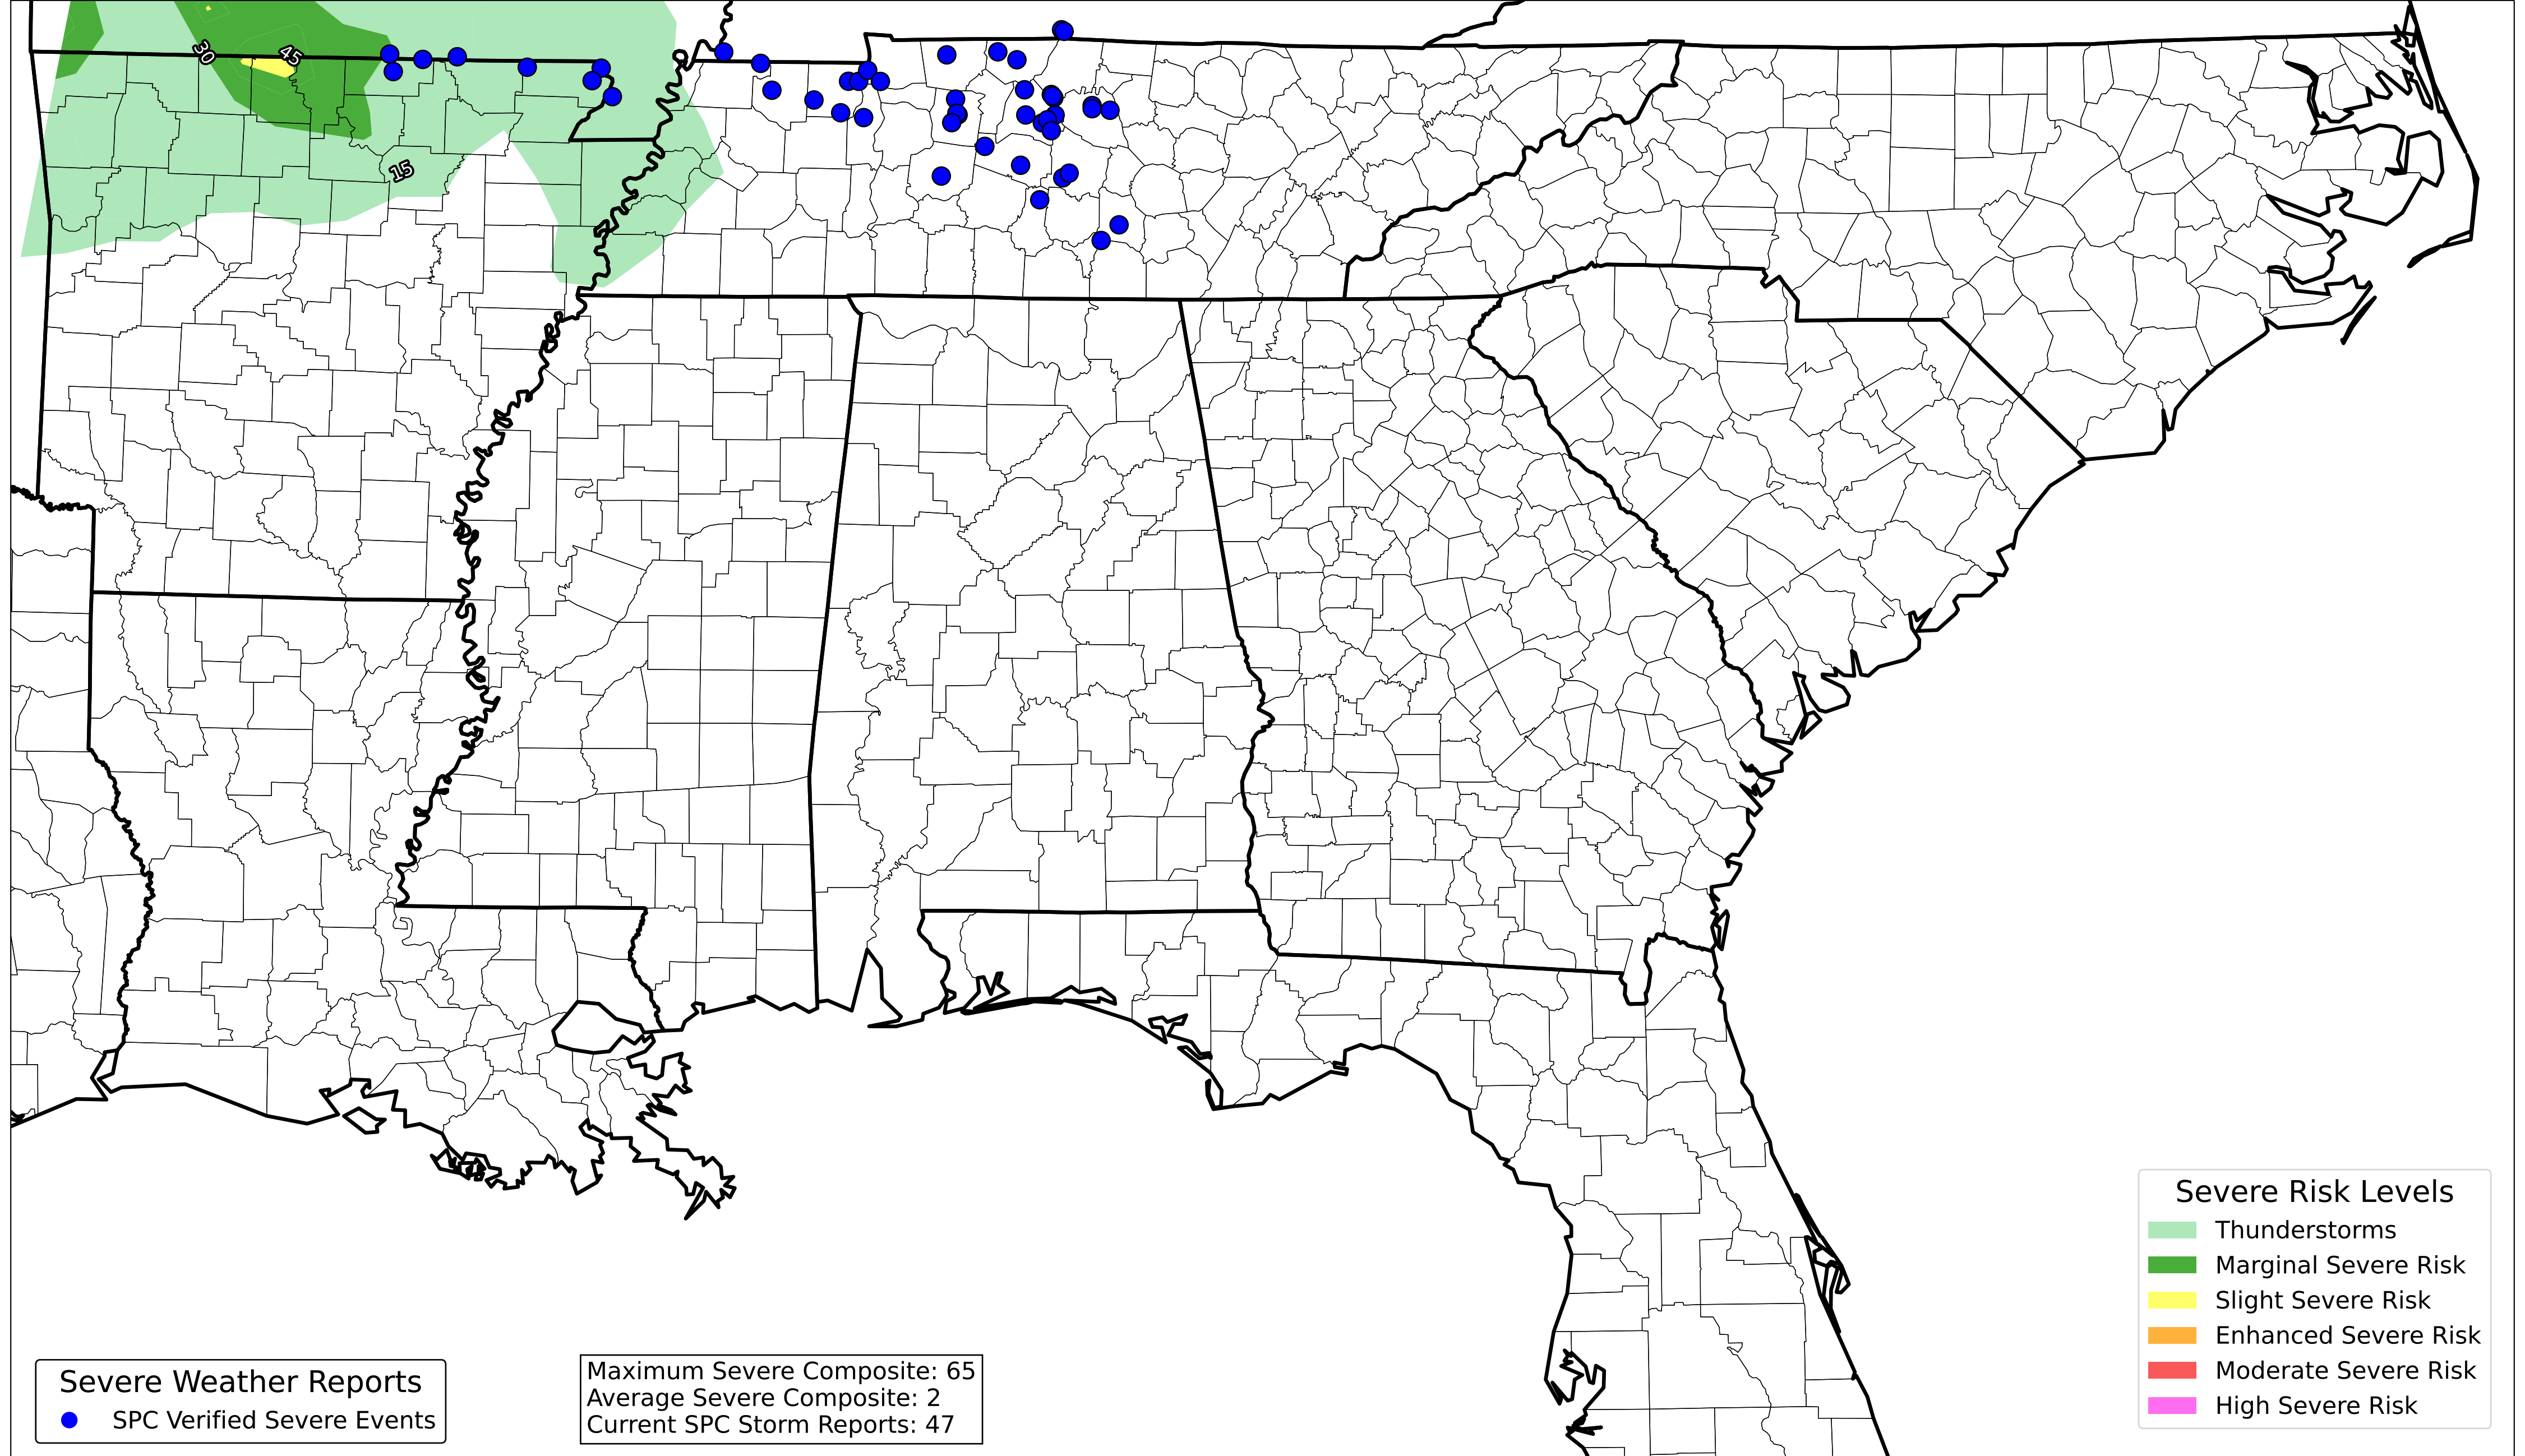 30
45
15
Severe Risk Levels
Thunderstorms
Marginal Severe Risk
Slight Severe Risk
Enhanced Severe Risk
Moderate Severe Risk
High Severe Risk
Severe Weather Reports
SPC Verified Severe Events
Maximum Severe Composite: 65
Average Severe Composite: 2
Current SPC Storm Reports: 47